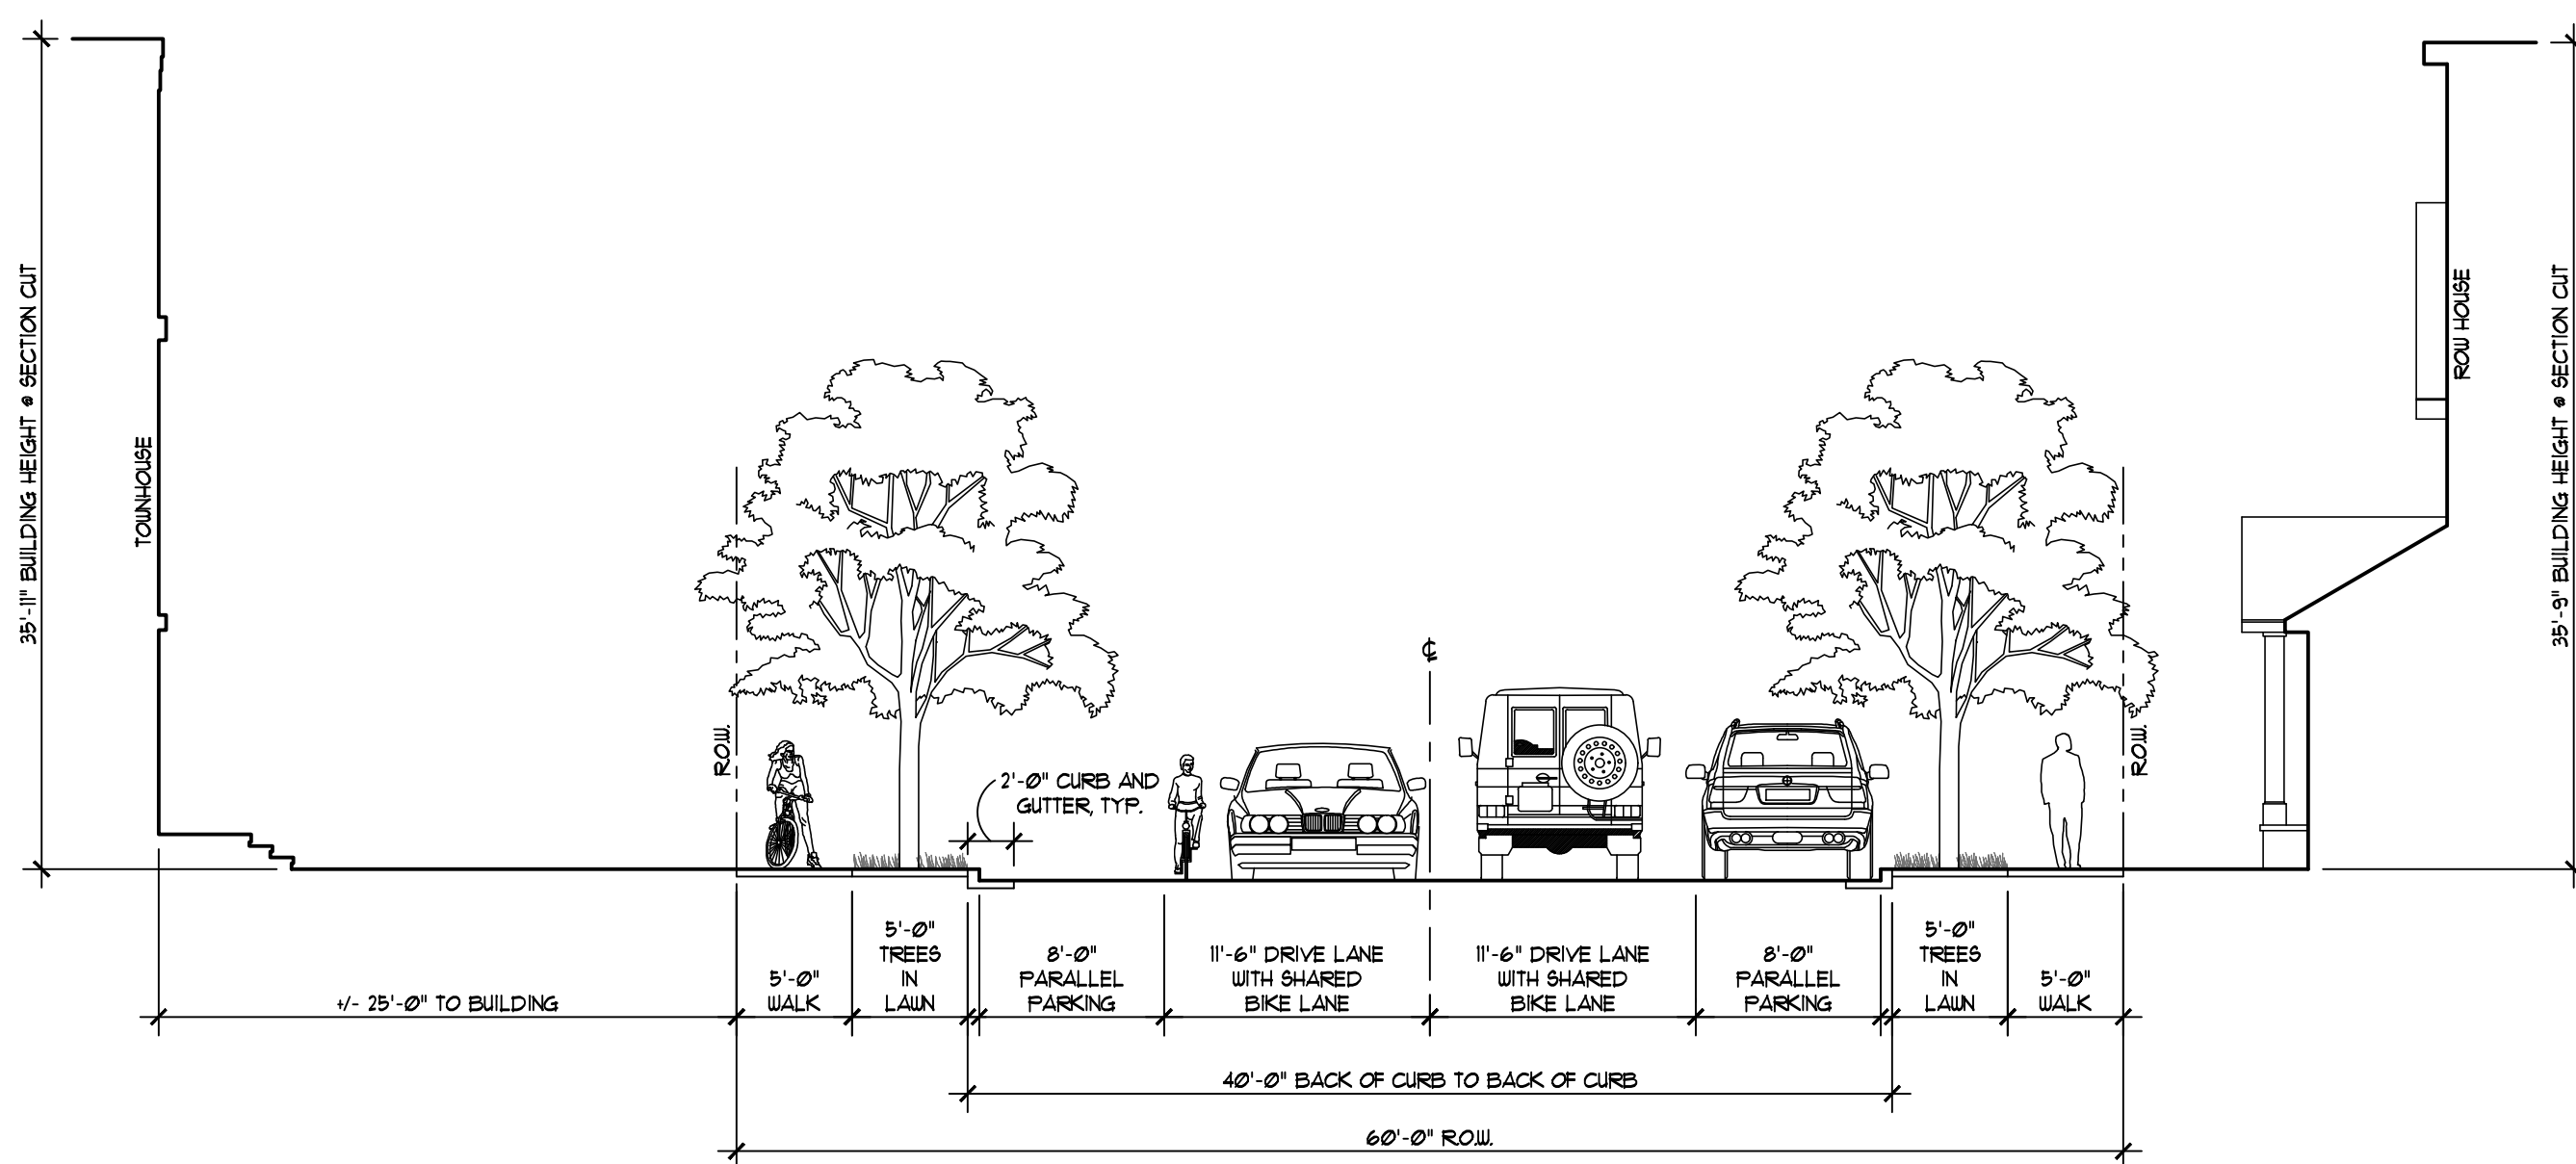 35'-11" BUILDING HEIGHT @ SECTION CUT
TOWNHOUSE
ROW HOUSE
35'-9" BUILDING HEIGHT @ SECTION CUT
R.O.W.
2'-0" CURB AND
GUTTER, TYP.
℄
R.O.W.
+/- 25'-0" TO BUILDING
5'-0"
WALK
5'-0"
TREES
IN
LAWN
8'-0"
PARALLEL
PARKING
11'-6" DRIVE LANE
WITH SHARED
BIKE LANE
11'-6" DRIVE LANE
WITH SHARED
BIKE LANE
8'-0"
PARALLEL
PARKING
5'-0"
TREES
IN
LAWN
5'-0"
WALK
40'-0" BACK OF CURB TO BACK OF CURB
60'-0" R.O.W.